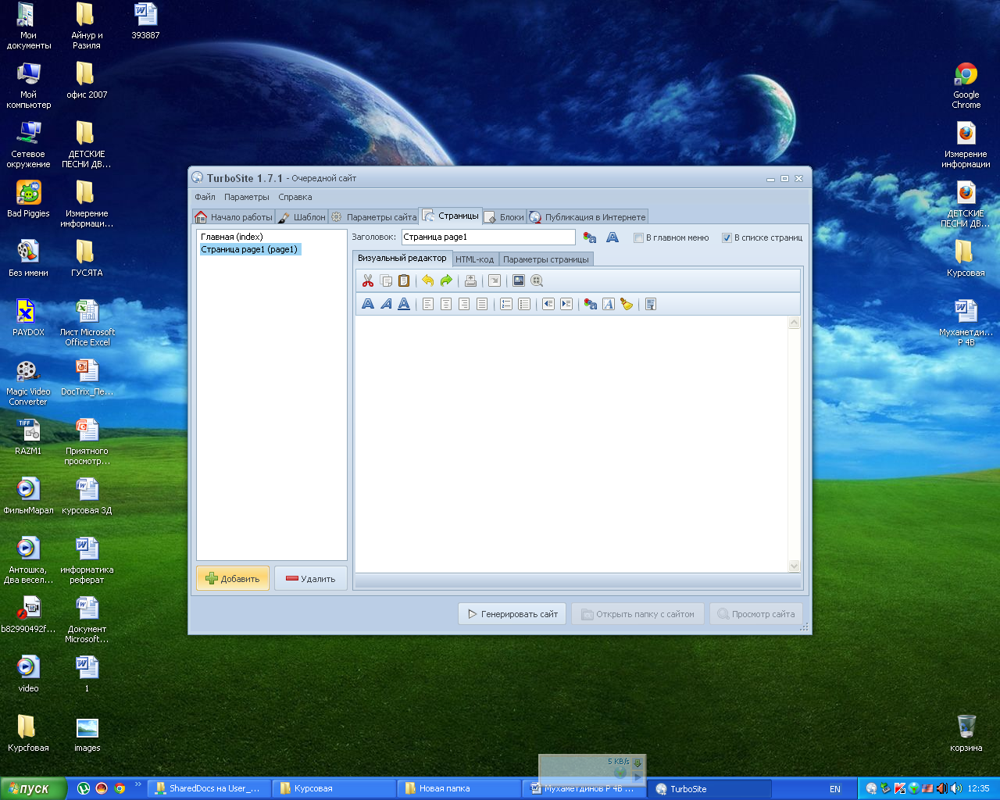 Мои документы
Айнур и Разиля
393887
Мой компьютер
офис 2007
Google Chrome
Сетевое окружение
ДЕТСКИЕ ПЕСНИ ДВ...
Измерение информации
Bad Piggies
Измерение информаци...
ДЕТСКИЕ ПЕСНИ ДВ...
Без имени
ГУСЯТА
Курсовая
PAYDOX
Лист Microsoft Office Excel
Мухаметди... Р 4В
Magic Video Converter
DocTrix_Пе...
RAZM1
Приятного просмотр...
ФильмМарал
курсовая 3Д
Антошка, Два весел...
информатика реферат
b82990492f...
Документ Microsoft...
video
1
Курсfовая
images
корзина
TurboSite 1.7.1 - Очередной сайт
Файл Параметры Справка
Начало работы Шаблон Параметры сайта Страницы Блоки Публикация в Интернете
Главная (index)
Страница page1 (page1)
Заголовок: Страница page1 В главном меню В списке страниц
Визуальный редактор HTML-код Параметры страницы
Добавить Удалить
Генерировать сайт Открыть папку с сайтом Просмотр сайта
5 KB/s
пуск SharedDocs на User_... Курсовая Новая папка Мухаметдинов Р 4В ... TurboSite EN 12:35